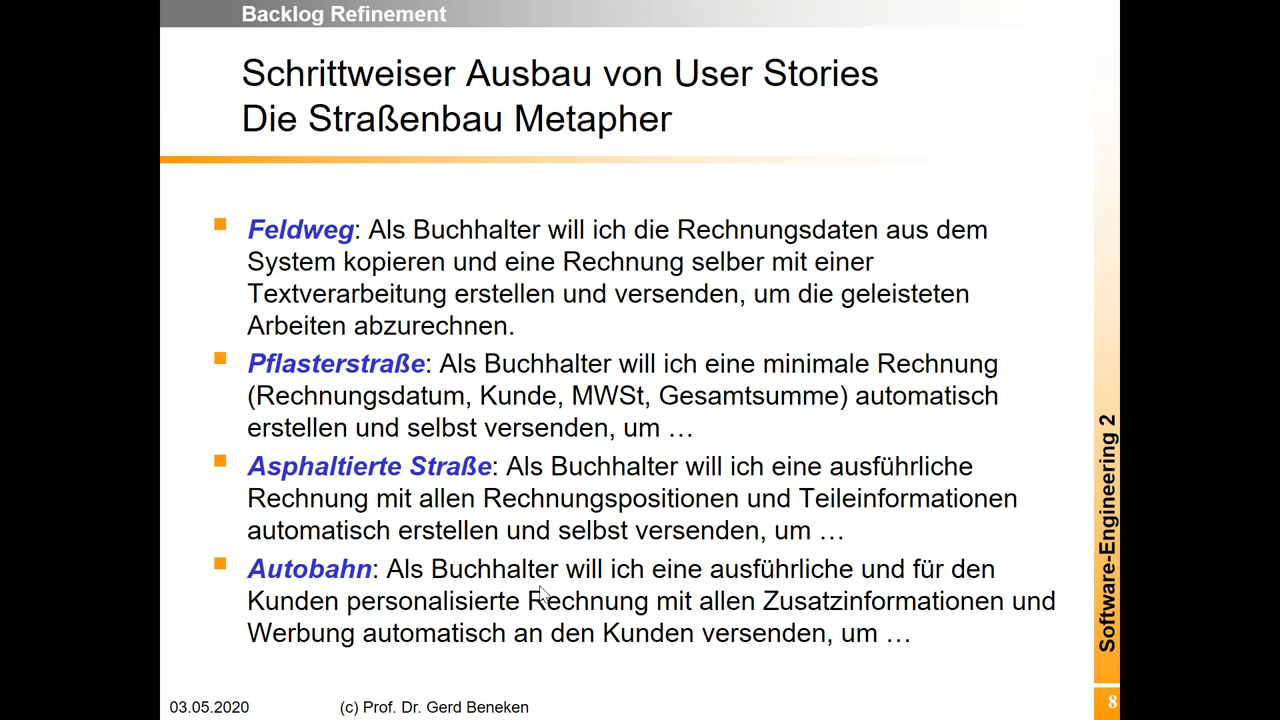 Backlog Refinement
Schrittweiser Ausbau von User Stories
Die Straßenbau Metapher
Feldweg: Als Buchhalter will ich die Rechnungsdaten aus dem
System kopieren und eine Rechnung selber mit einer
Textverarbeitung erstellen und versenden, um die geleisteten
Arbeiten abzurechnen.
Pflasterstraße: Als Buchhalter will ich eine minimale Rechnung
(Rechnungsdatum, Kunde, MWSt, Gesamtsumme) automatisch
erstellen und selbst versenden, um …
Asphaltierte Straße: Als Buchhalter will ich eine ausführliche
Rechnung mit allen Rechnungspositionen und Teileinformationen
automatisch erstellen und selbst versenden, um …
Autobahn: Als Buchhalter will ich eine ausführliche und für den
Kunden personalisierte Rechnung mit allen Zusatzinformationen und
Werbung automatisch an den Kunden versenden, um …
Software-Engineering 2
03.05.2020
(c) Prof. Dr. Gerd Beneken
8